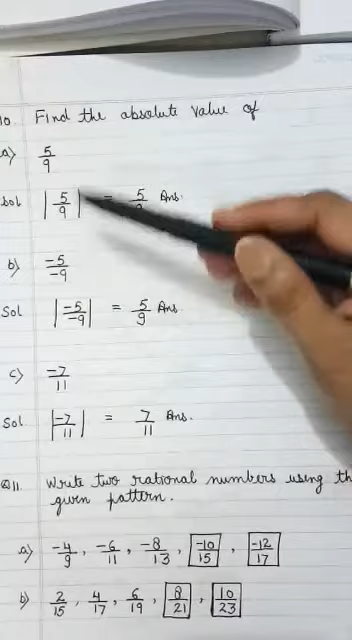 10. Find the absolute value of
a) 5/9
Sol |5/9| = 5/9 Ans.
b) -5/-9
Sol |-5/-9| = 5/9 Ans.
c) -7/11
Sol |-7/11| = 7/11 Ans.
Q11. Write two rational numbers using th
given pattern.
a) -4/9, -6/11, -8/13, -10/15, -12/17
b) 2/15, 4/17, 6/19, 8/21, 10/23